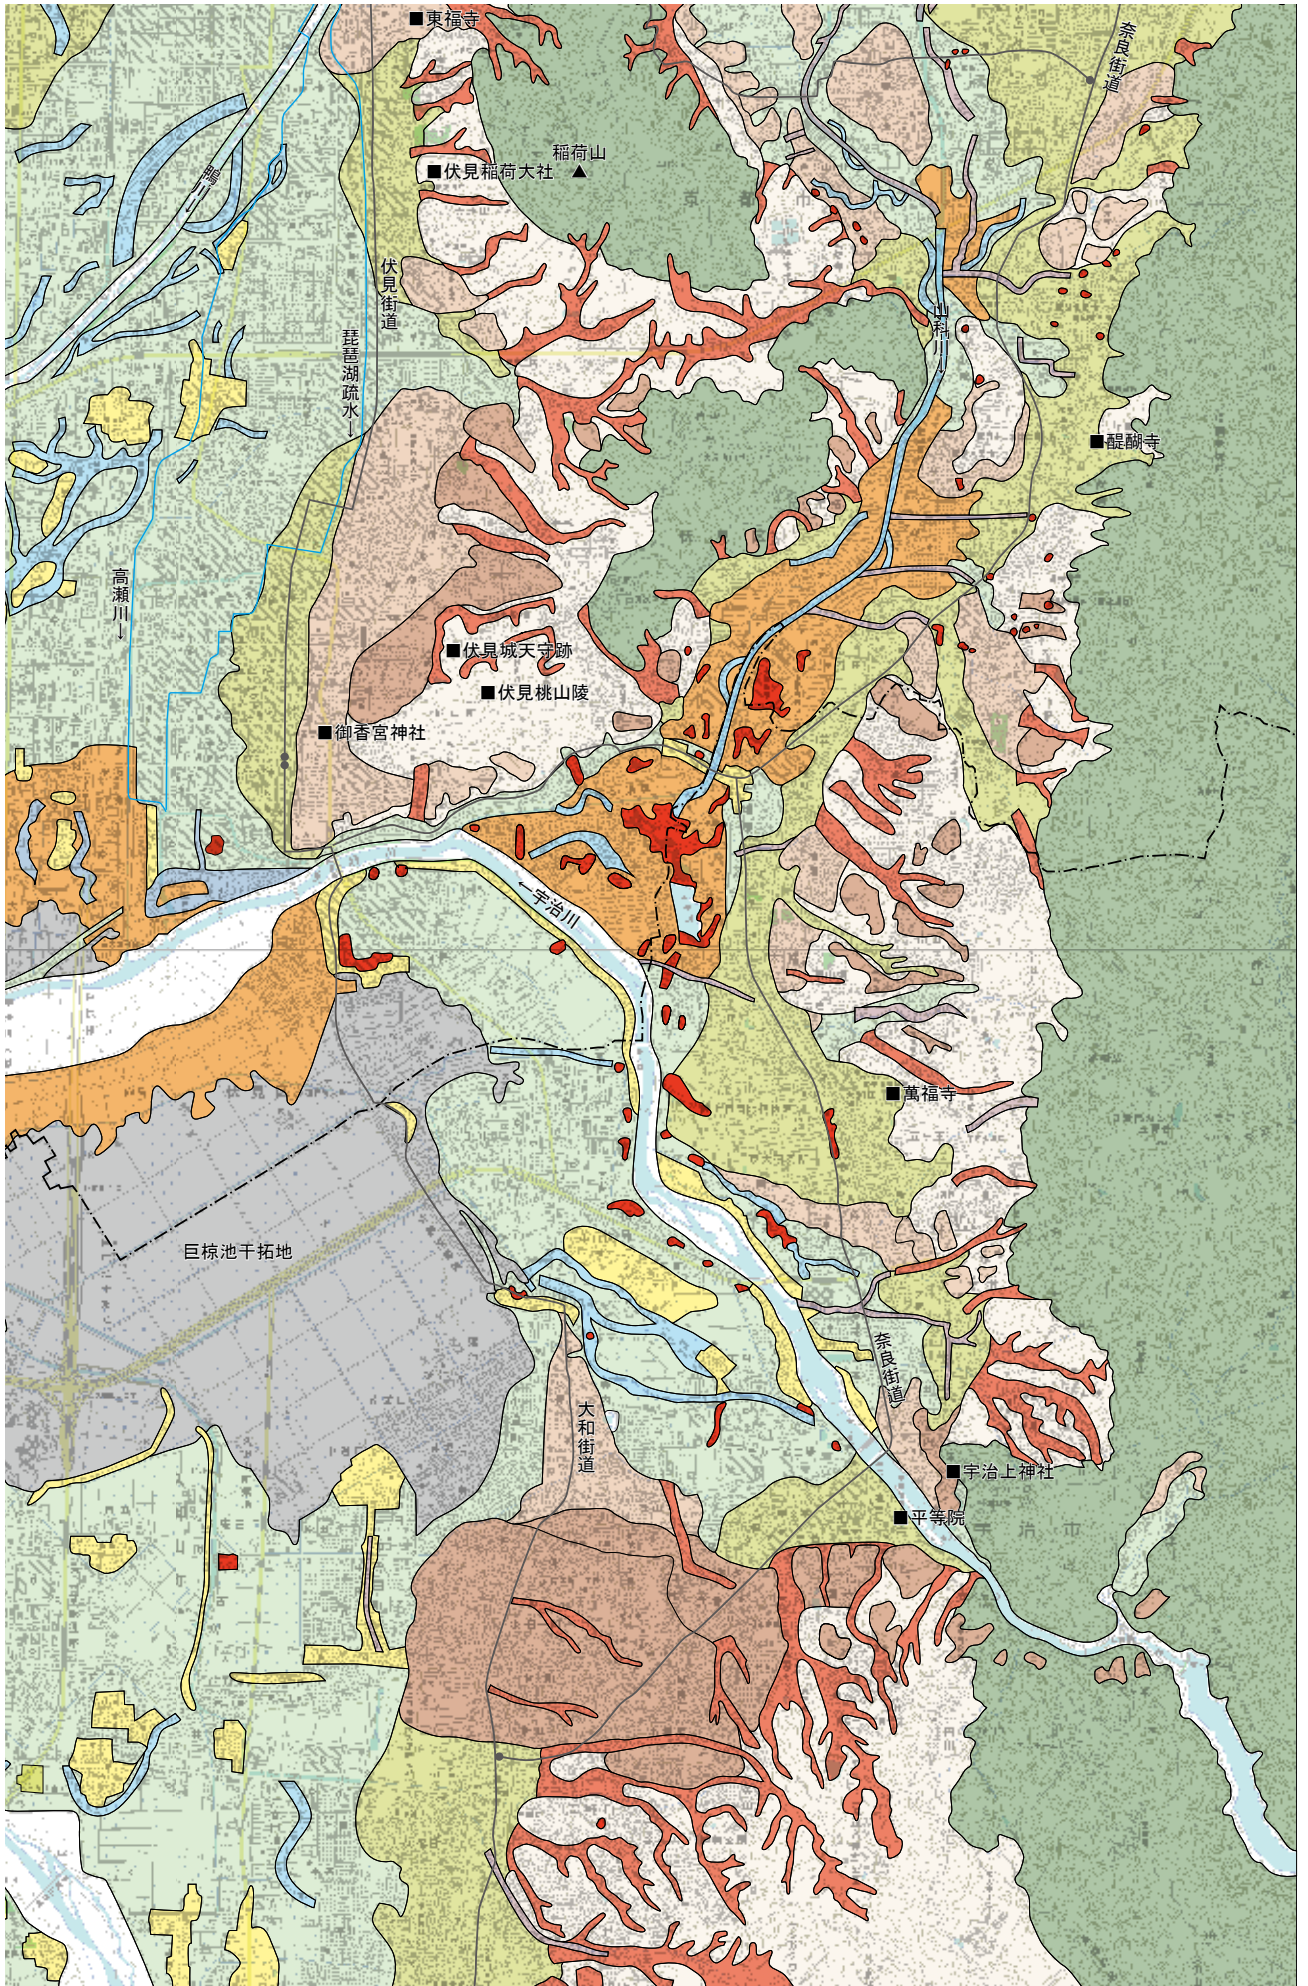 東福寺
奈良街道
鴨川
稲荷山
伏見稲荷大社
京都市
伏見街道
琵琶湖疏水
山科川
醍醐寺
高瀬川
伏見城天守跡
伏見桃山陵
御香宮神社
宇治川
萬福寺
巨椋池干拓地
奈良街道
大和街道
宇治上神社
平等院
宇治市